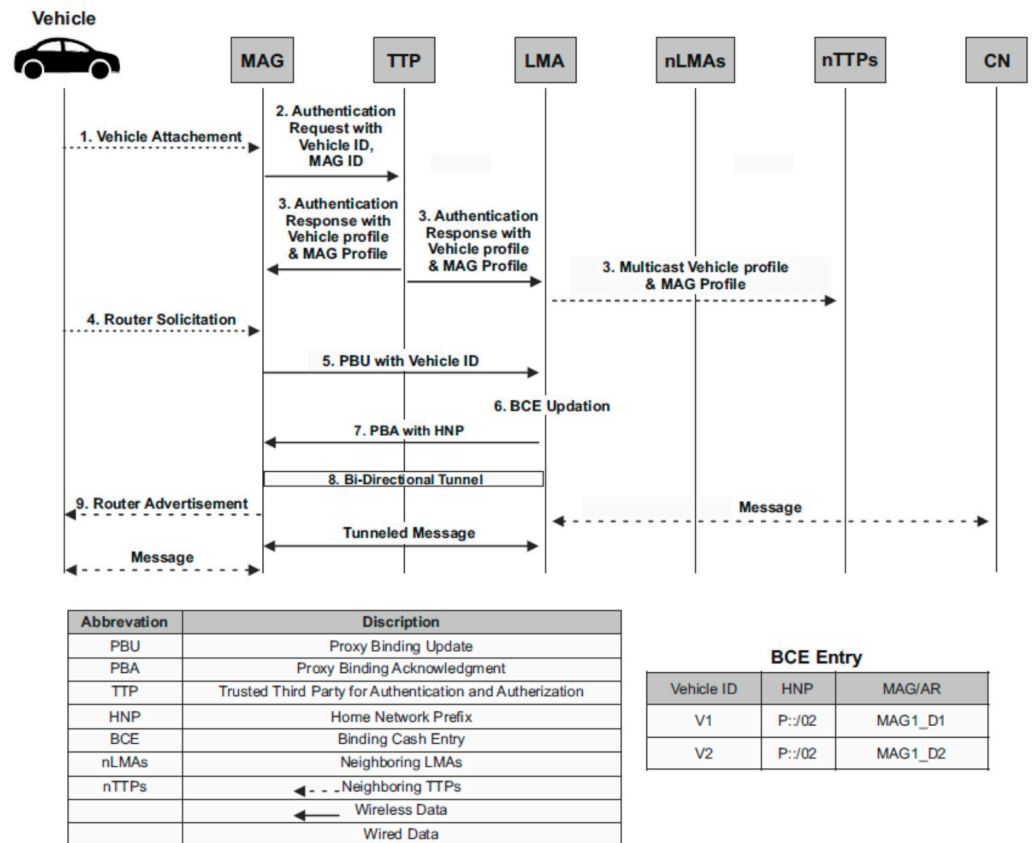 Vehicle
MAG
TTP
LMA
nLMAs
nTTPs
CN
1. Vehicle Attachement
2. Authentication
Request with
Vehicle ID,
MAG ID
3. Authentication
Response with
Vehicle profile
& MAG Profile
3. Authentication
Response with
Vehicle profile
& MAG Profile
3. Multicast Vehicle profile
& MAG Profile
4. Router Solicitation
5. PBU with Vehicle ID
6. BCE Updation
7. PBA with HNP
8. Bi-Directional Tunnel
9. Router Advertisement
Message
Tunneled Message
Message
Abbrevation Discription
PBU Proxy Binding Update
PBA Proxy Binding Acknowledgment
TTP Trusted Third Party for Authentication and Autherization
HNP Home Network Prefix
BCE Binding Cash Entry
nLMAs Neighboring LMAs
nTTPs Neighboring TTPs
Wireless Data
Wired Data
BCE Entry
Vehicle ID HNP MAG/AR
V1 P::/02 MAG1_D1
V2 P::/02 MAG1_D2